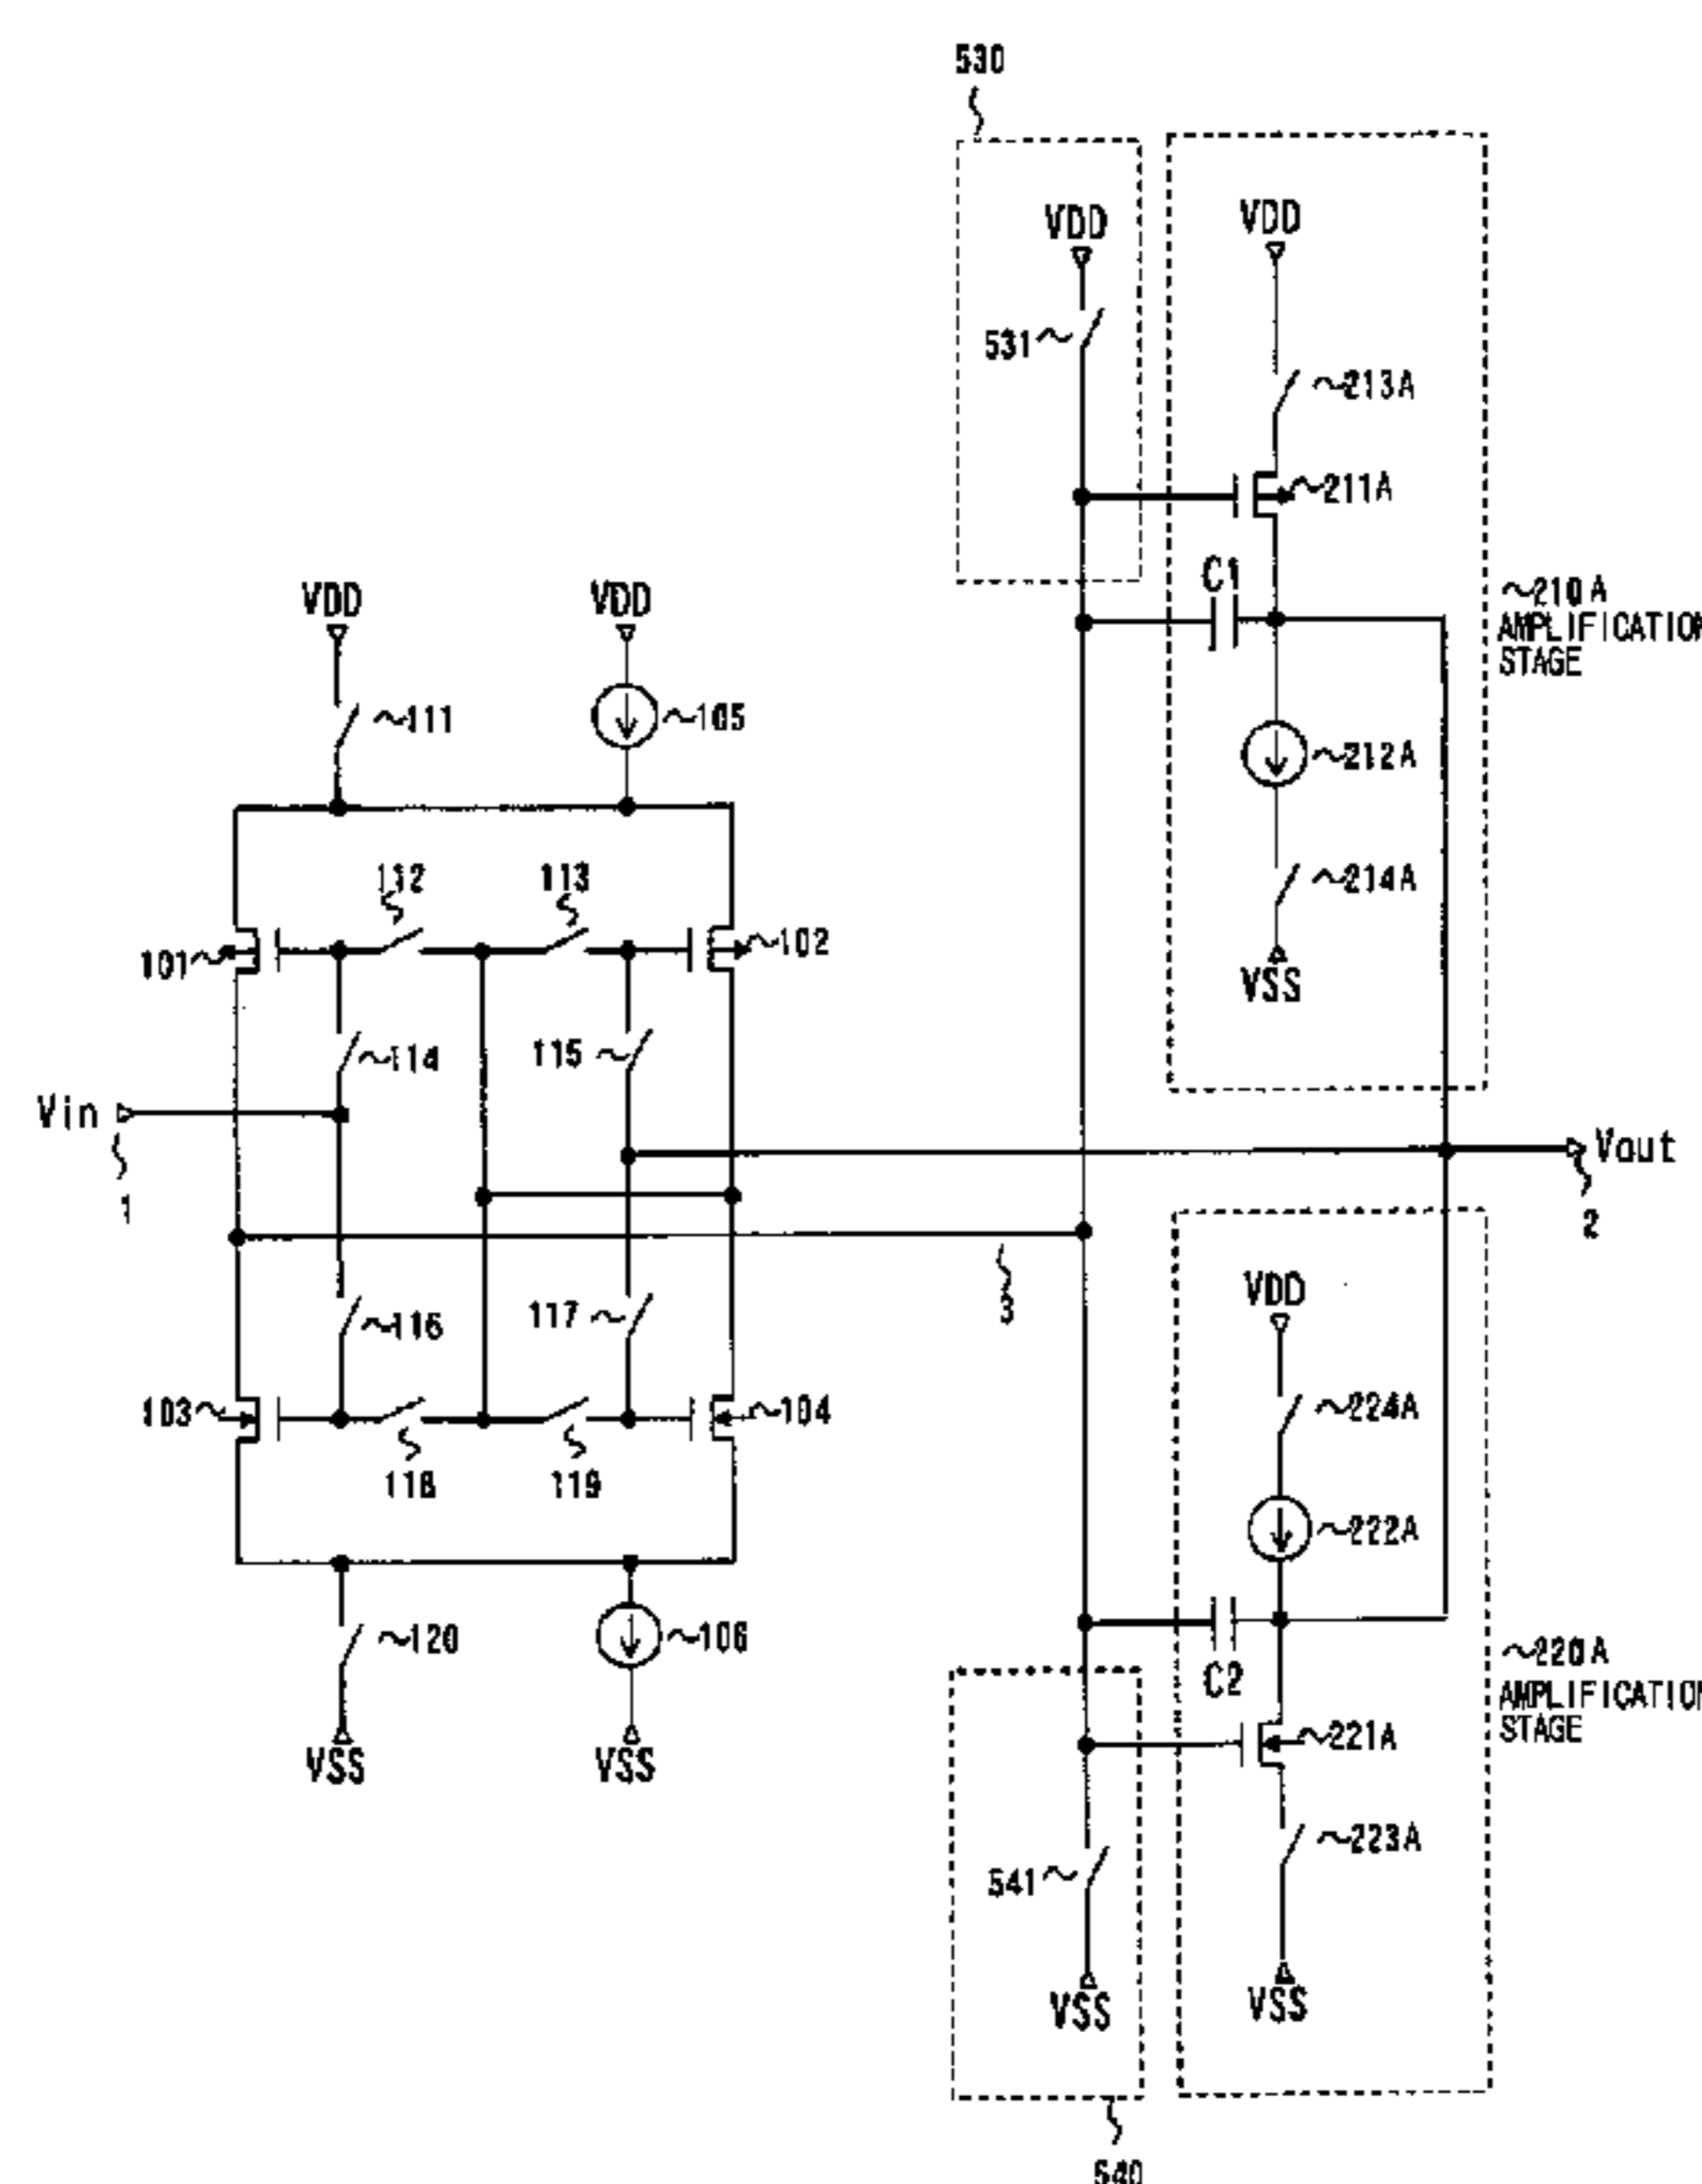 530
VDD
VDD
531
213A
211A
C1
210A
AMPLIFICATION
STAGE
VDD
VDD
111
105
212A
112
113
214A
101
102
VSS
114
115
Vin
Vout
1
2
VDD
3
116
117
224A
103
104
118
119
222A
120
106
220A
AMPLIFICATION
STAGE
C2
221A
VSS
VSS
223A
541
VSS
VSS
540